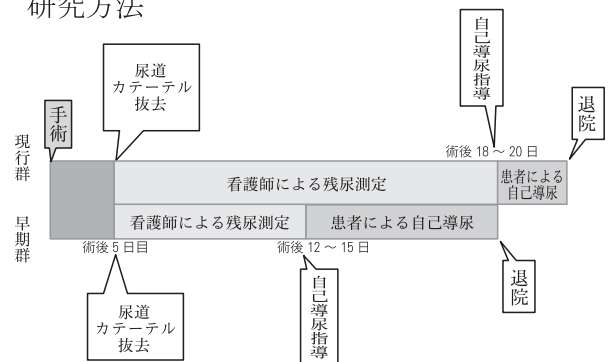 研究方法
尿道
カテーテル
抜去
自己導尿指導
手術
退院
現行群
術後 18 ～ 20 日
看護師による残尿測定
患者による
自己導尿
早期群
看護師による残尿測定
患者による自己導尿
術後 5 日目
術後 12 ～ 15 日
尿道
カテーテル
抜去
自己導尿指導
退院